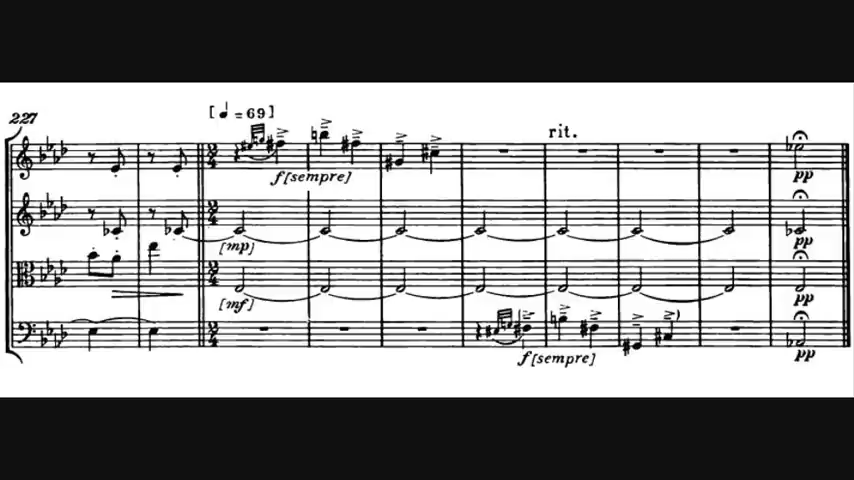 227
[♩=69]
rit.
f[sempre]
pp
[mp]
pp
[mf]
pp
f[sempre]
pp